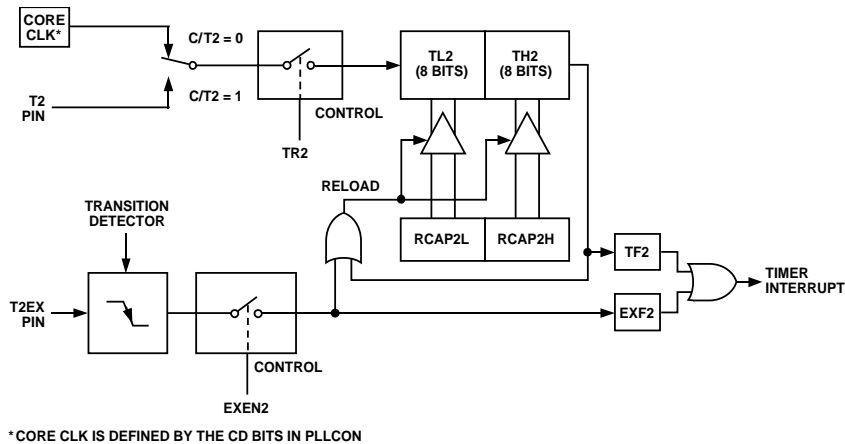 CORE
CLK*
C/T2 = 0
C/T2 = 1
T2
PIN
CONTROL
TR2
TL2
(8 BITS)
TH2
(8 BITS)
RELOAD
TRANSITION
DETECTOR
RCAP2L
RCAP2H
TF2
TIMER
INTERRUPT
T2EX
PIN
EXF2
CONTROL
EXEN2
*CORE CLK IS DEFINED BY THE CD BITS IN PLLCON